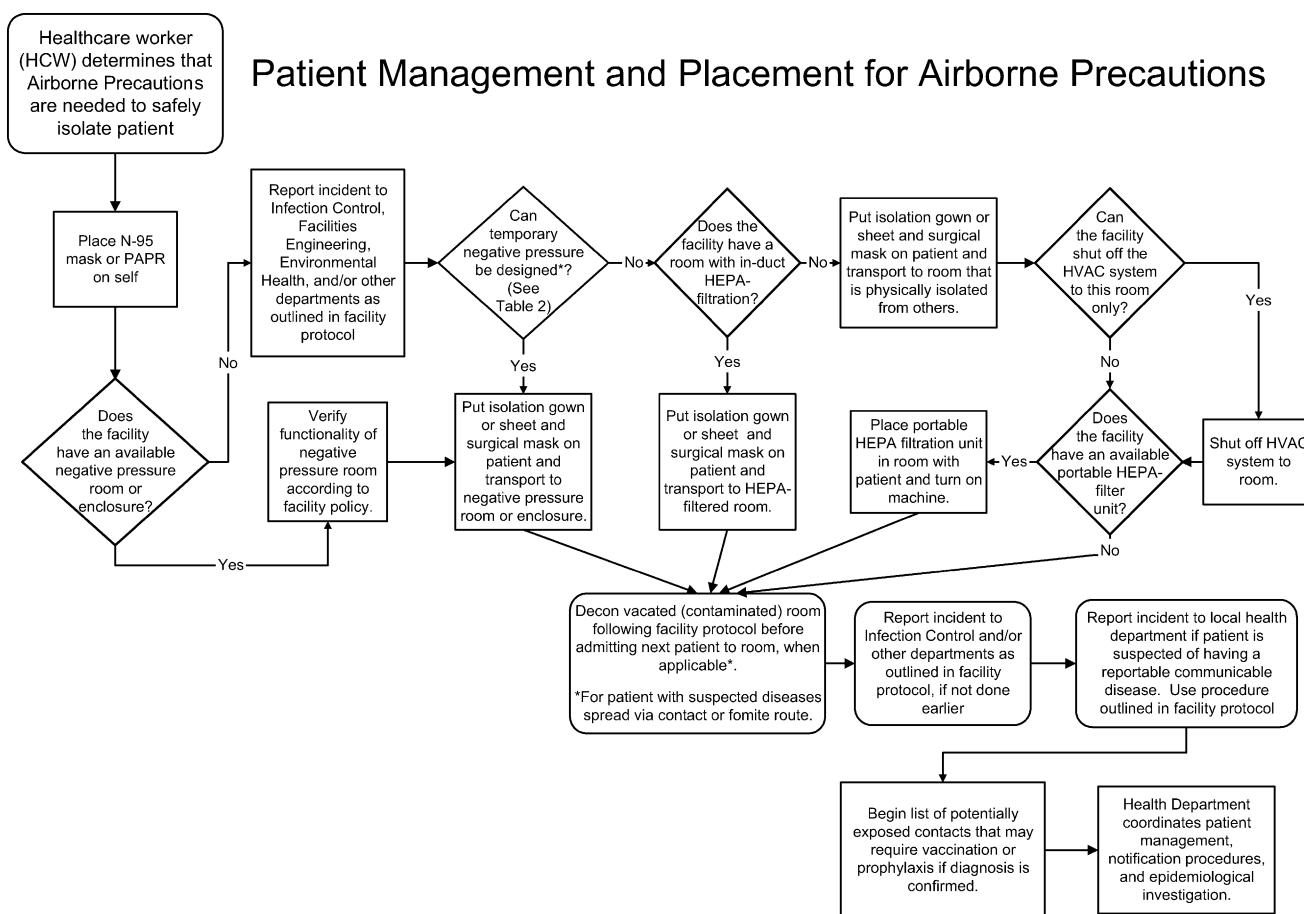 Healthcare worker
(HCW) determines that
Airborne Precautions
are needed to safely
isolate patient
Patient Management and Placement for Airborne Precautions
Place N-95
mask or PAPR
on self
Does
the facility
have an available
negative pressure
room or
enclosure?
No
Yes
Report incident to
Infection Control,
Facilities
Engineering,
Environmental
Health, and/or other
departments as
outlined in facility
protocol
Verify
functionality of
negative
pressure room
according to
facility policy.
Can
temporary
negative pressure
be designed*?
(See
Table 2)
No
Yes
Put isolation gown
or sheet and
surgical mask on
patient and
transport to
negative pressure
room or enclosure.
Does the
facility have a
room with in-duct
HEPA-
filtration?
No
Yes
Put isolation gown
or sheet and
surgical mask on
patient and
transport to HEPA-
filtered room.
Put isolation gown or
sheet and surgical
mask on patient and
transport to room that
is physically isolated
from others.
Can
the facility
shut off the
HVAC system
to this room
only?
Yes
No
Shut off HVAC
system to
room.
Does
the facility
have an available
portable HEPA-
filter
unit?
Yes
No
Place portable
HEPA filtration unit
in room with
patient and turn on
machine.
Decon vacated (contaminated) room
following facility protocol before
admitting next patient to room, when
applicable*.
*For patient with suspected diseases
spread via contact or fomite route.
Report incident to
Infection Control and/or
other departments as
outlined in facility
protocol, if not done
earlier
Report incident to local health
department if patient is
suspected of having a
reportable communicable
disease.  Use procedure
outlined in facility protocol
Begin list of potentially
exposed contacts that may
require vaccination or
prophylaxis if diagnosis is
confirmed.
Health Department
coordinates patient
management,
notification procedures,
and epidemiological
investigation.